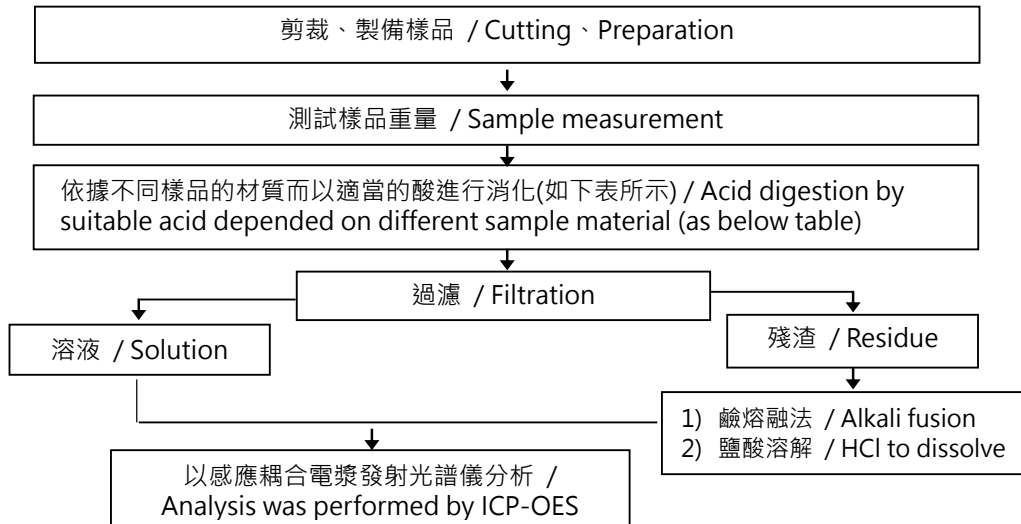 剪裁、製備樣品 / Cutting、Preparation
測試樣品重量 / Sample measurement
依據不同樣品的材質而以適當的酸進行消化(如下表所示) / Acid digestion by
suitable acid depended on different sample material (as below table)
過濾 / Filtration
溶液 / Solution
殘渣 / Residue
1) 鹼熔融法 / Alkali fusion
2) 鹽酸溶解 / HCl to dissolve
以感應耦合電漿發射光譜儀分析 /
Analysis was performed by ICP-OES